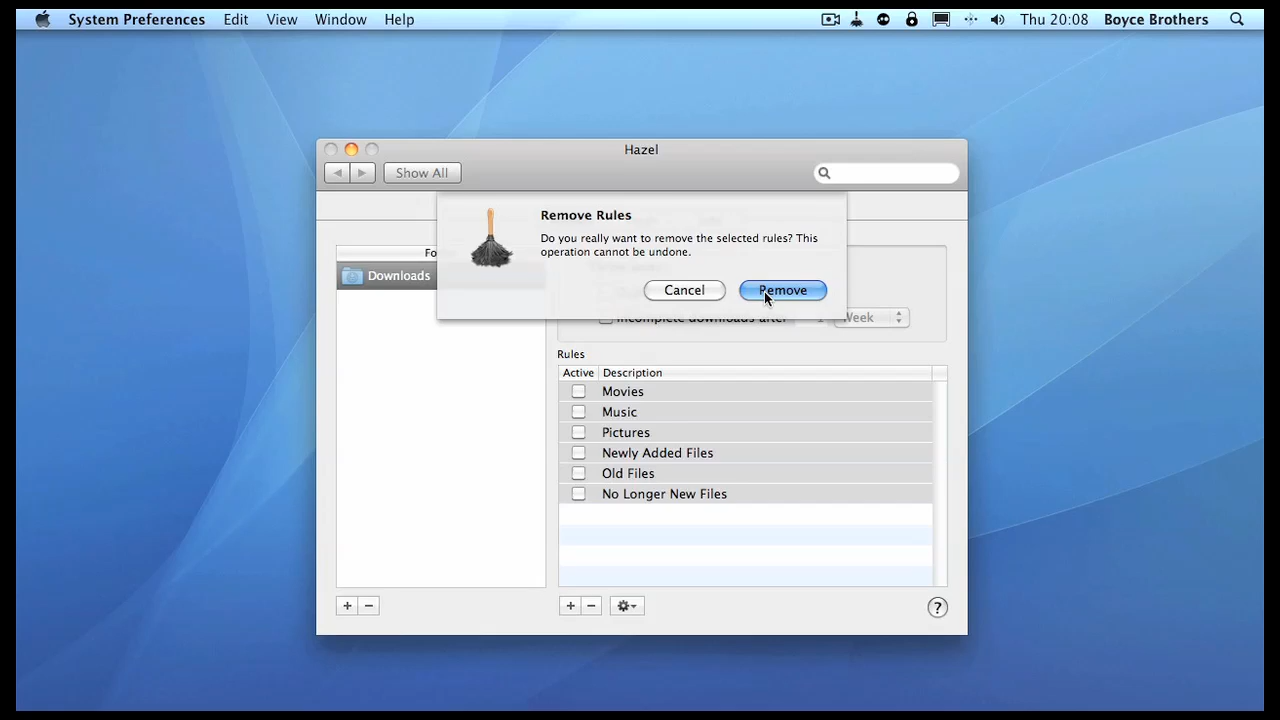 System Preferences Edit View Window Help Thu 20:08 Boyce Brothers
Hazel
Show All
Remove Rules
Do you really want to remove the selected rules? This
operation cannot be undone.
Cancel Remove
Fo
Downloads
Incomplete downloads after 1 Week
Rules
Active Description
Movies
Music
Pictures
Newly Added Files
Old Files
No Longer New Files
+ − + − ?